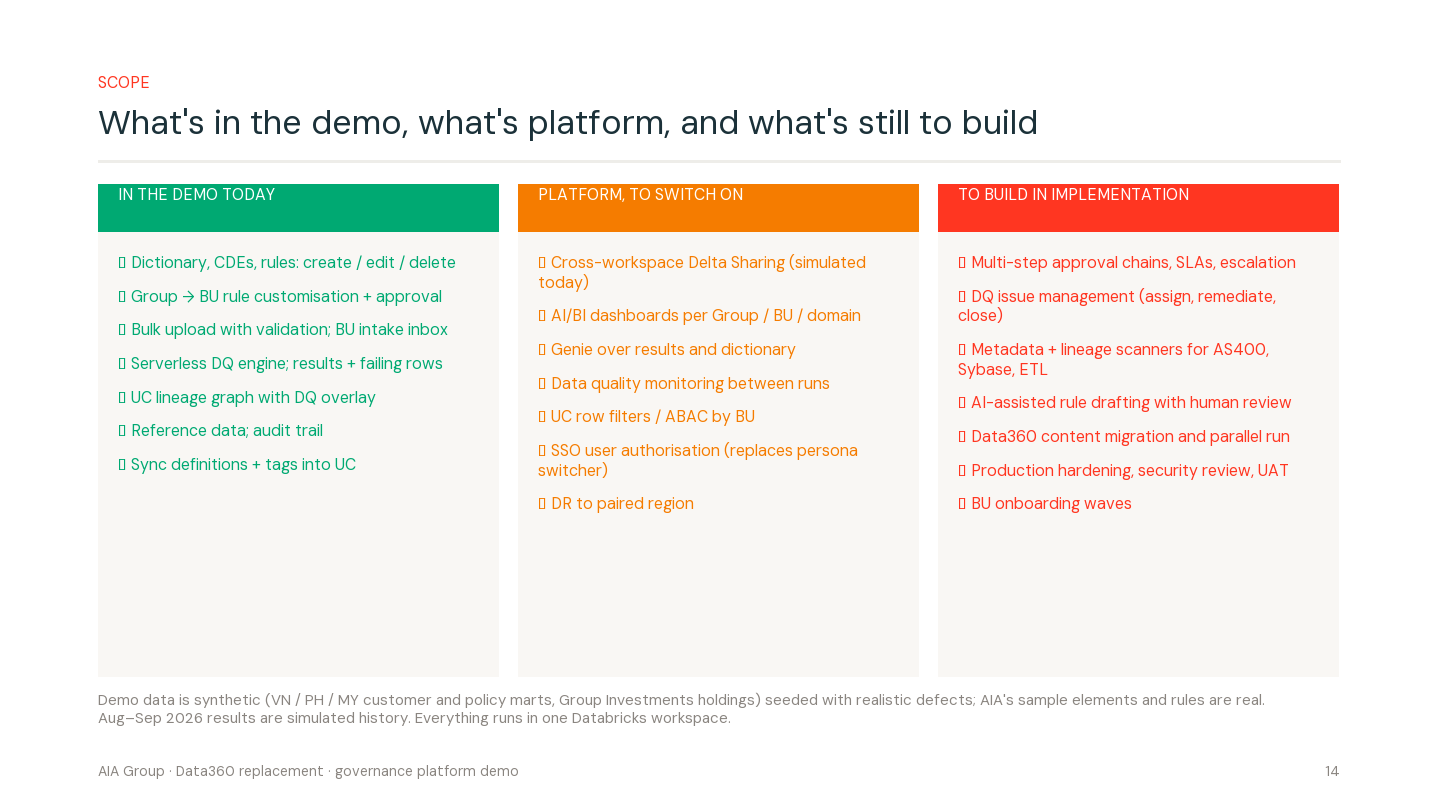 SCOPE
What's in the demo, what's platform, and what's still to build
IN THE DEMO TODAY
▯ Dictionary, CDEs, rules: create / edit / delete
▯ Group → BU rule customisation + approval
▯ Bulk upload with validation; BU intake inbox
▯ Serverless DQ engine; results + failing rows
▯ UC lineage graph with DQ overlay
▯ Reference data; audit trail
▯ Sync definitions + tags into UC
PLATFORM, TO SWITCH ON
▯ Cross-workspace Delta Sharing (simulated
today)
▯ AI/BI dashboards per Group / BU / domain
▯ Genie over results and dictionary
▯ Data quality monitoring between runs
▯ UC row filters / ABAC by BU
▯ SSO user authorisation (replaces persona
switcher)
▯ DR to paired region
TO BUILD IN IMPLEMENTATION
▯ Multi-step approval chains, SLAs, escalation
▯ DQ issue management (assign, remediate,
close)
▯ Metadata + lineage scanners for AS400,
Sybase, ETL
▯ AI-assisted rule drafting with human review
▯ Data360 content migration and parallel run
▯ Production hardening, security review, UAT
▯ BU onboarding waves
Demo data is synthetic (VN / PH / MY customer and policy marts, Group Investments holdings) seeded with realistic defects; AIA's sample elements and rules are real.
Aug–Sep 2026 results are simulated history. Everything runs in one Databricks workspace.
AIA Group · Data360 replacement · governance platform demo
14